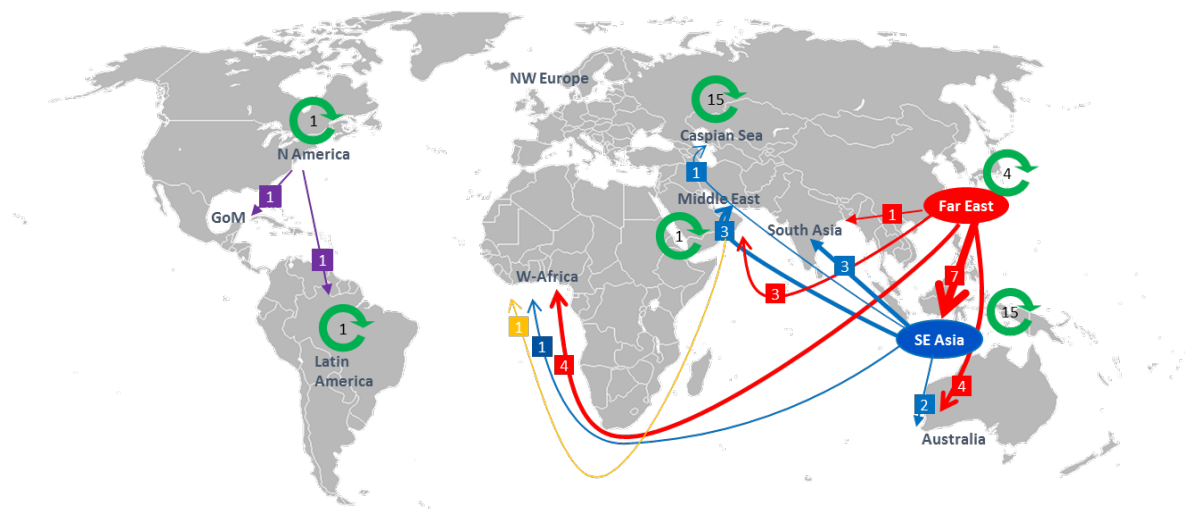 NW Europe
15
1
Caspian Sea
N America
4
1
1
Middle East
Far East
1
GoM
1
3
South Asia
1
3
7
W-Africa
3
15
1
1
1
SE Asia
4
Latin
America
4
2
Australia